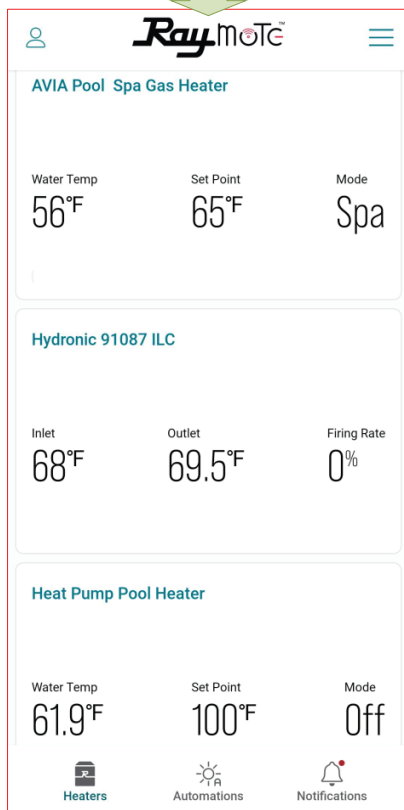 Raymote™
AVIA Pool  Spa Gas Heater
Water Temp Set Point Mode
56°F 65°F Spa
Hydronic 91087 ILC
Inlet Outlet Firing Rate
68°F 69.5°F 0%
Heat Pump Pool Heater
Water Temp Set Point Mode
61.9°F 100°F Off
R A
Heaters Automations Notifications